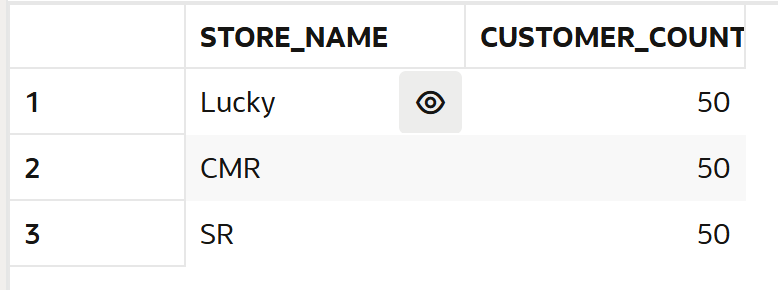 STORE_NAME CUSTOMER_COUNT
1 Lucky 50
2 CMR 50
3 SR 50